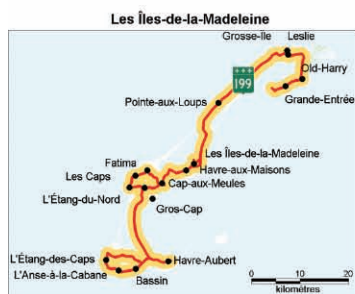 Les Îles-de-la-Madeleine
Grosse-Île
Leslie
Old-Harry
199
Grande-Entrée
Pointe-aux-Loups
Les Îles-de-la-Madeleine
Fatima
Havre-aux-Maisons
Les Caps
Cap-aux-Meules
L'Étang-du-Nord
Gros-Cap
L'Étang-des-Caps
Havre-Aubert
L'Anse-à-la-Cabane
Bassin
0 10 20
kilomètres